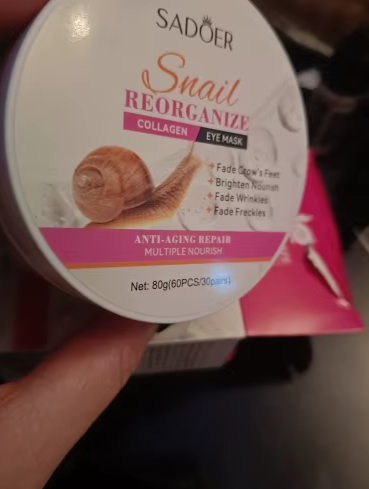 SADOER
Snail
REORGANIZE
COLLAGEN EYE MASK
Fade Crow's Feet
Brighten Nourish
Fade Wrinkles
Fade Freckles
ANTI-AGING REPAIR
MULTIPLE NOURISH
Net: 80g(60PCS/30pairs)